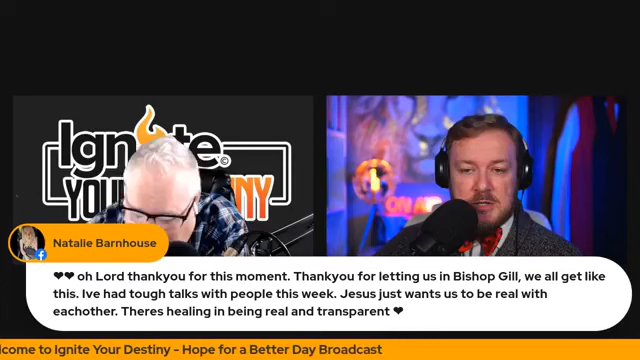 Ignite©
YOUR DESTINY
ON AIR
Natalie Barnhouse
❤❤ oh Lord thankyou for this moment. Thankyou for letting us in Bishop Gill, we all get like
this. Ive had tough talks with people this week. Jesus just wants us to be real with
eachother. Theres healing in being real and transparent ❤
lcome to Ignite Your Destiny - Hope for a Better Day Broadcast